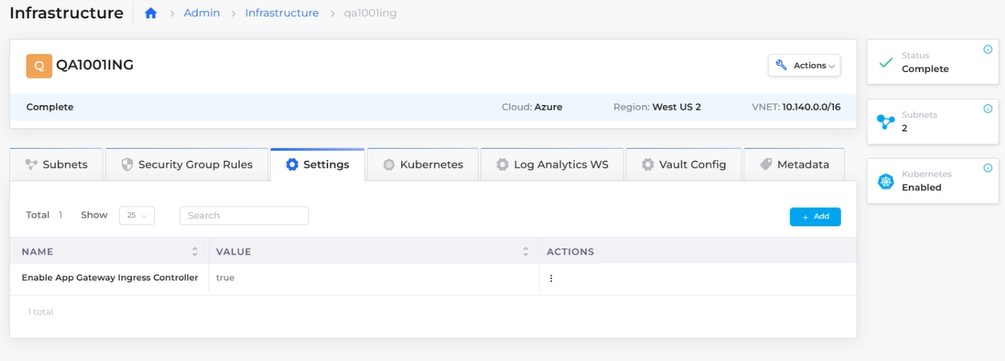 Infrastructure > Admin > Infrastructure > qa1001ing
Q QA1001ING Actions
Complete Cloud: Azure Region: West US 2 VNET: 10.140.0.0/16
Status
Complete
Subnets
2
Kubernetes
Enabled
Subnets Security Group Rules Settings Kubernetes Log Analytics WS Vault Config Metadata
Total 1 Show 25 Search + Add
NAME VALUE ACTIONS
Enable App Gateway Ingress Controller true
1 total